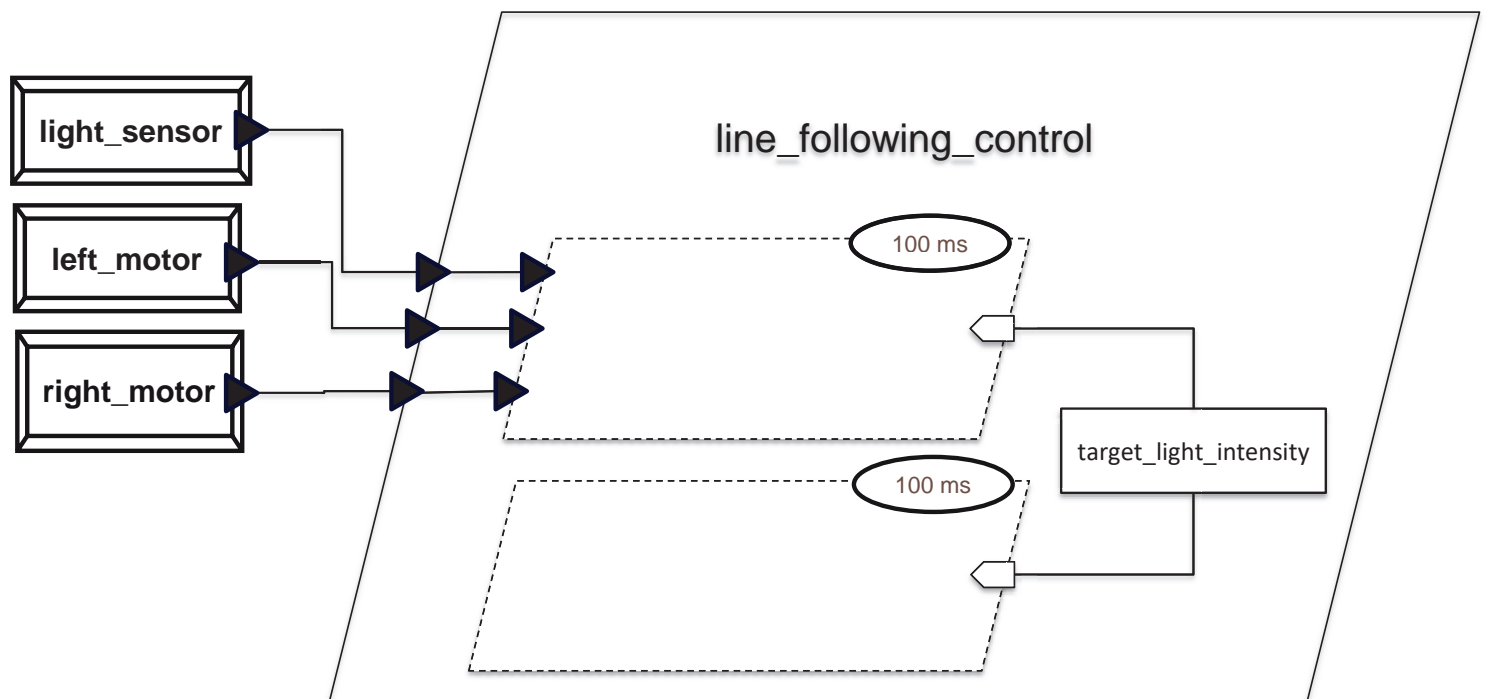 light_sensor
left_motor
right_motor
line_following_control
100 ms
target_light_intensity
100 ms